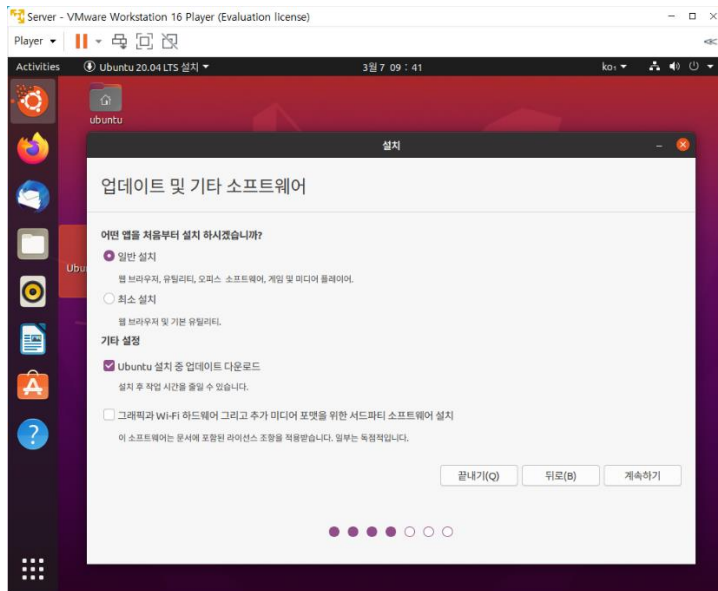 Server - VMware Workstation 16 Player (Evaluation license)
Player
Activities
Ubuntu 20.04 LTS 설치
3월 7 09 : 41
ko₁
ubuntu
설치
업데이트 및 기타 소프트웨어
어떤 앱을 처음부터 설치 하시겠습니까?
일반 설치
웹 브라우저, 유틸리티, 오피스 소프트웨어, 게임 및 미디어 플레이어.
Ubu
최소 설치
웹 브라우저 및 기본 유틸리티.
기타 설정
Ubuntu 설치 중 업데이트 다운로드
설치 후 작업 시간을 줄일 수 있습니다.
그래픽과 Wi-Fi 하드웨어 그리고 추가 미디어 포맷을 위한 서드파티 소프트웨어 설치
이 소프트웨어는 문서에 포함된 라이선스 조항을 적용받습니다. 일부는 독점적입니다.
끝내기(Q)
뒤로(B)
계속하기